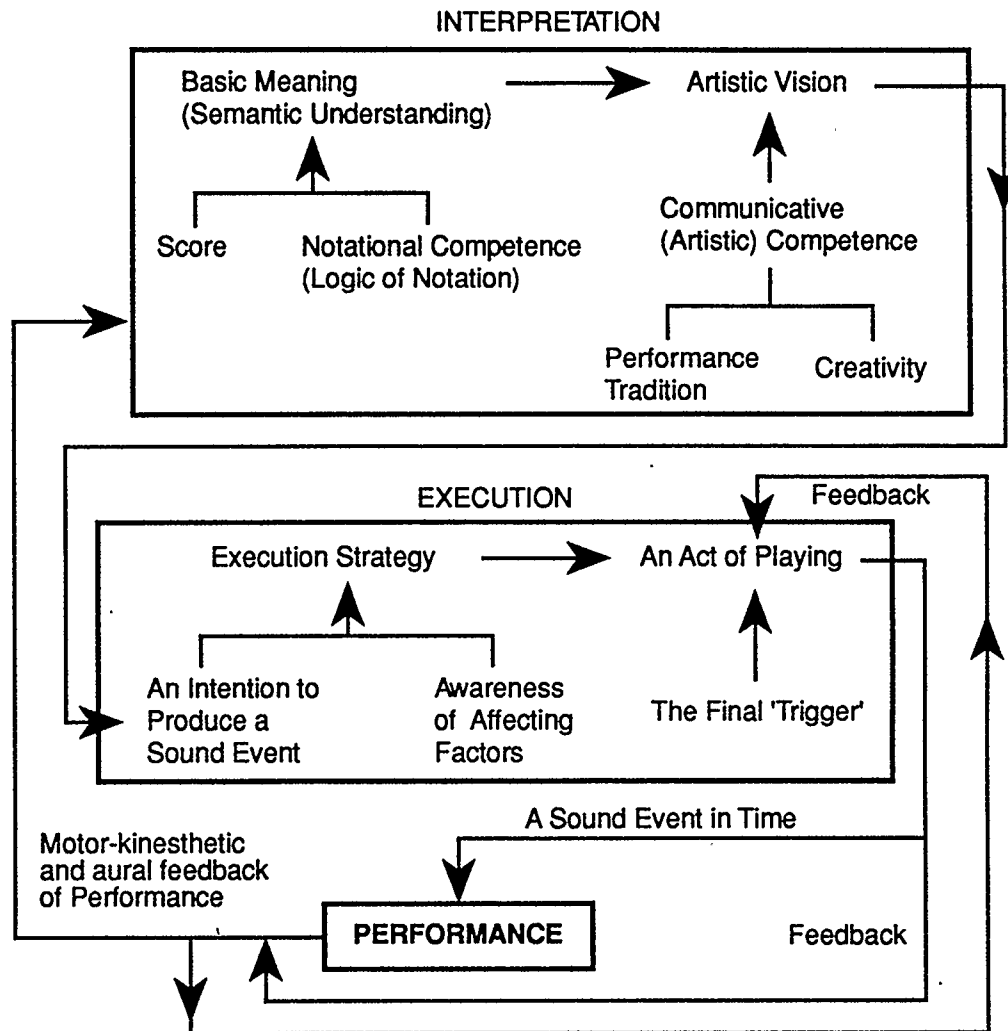 INTERPRETATION
Basic Meaning
(Semantic Understanding)
Artistic Vision
Score
Notational Competence
(Logic of Notation)
Communicative
(Artistic) Competence
Performance
Tradition
Creativity
EXECUTION
Feedback
Execution Strategy
An Act of Playing
An Intention to
Produce a
Sound Event
Awareness
of Affecting
Factors
The Final 'Trigger'
A Sound Event in Time
Motor-kinesthetic
and aural feedback
of Performance
PERFORMANCE
Feedback